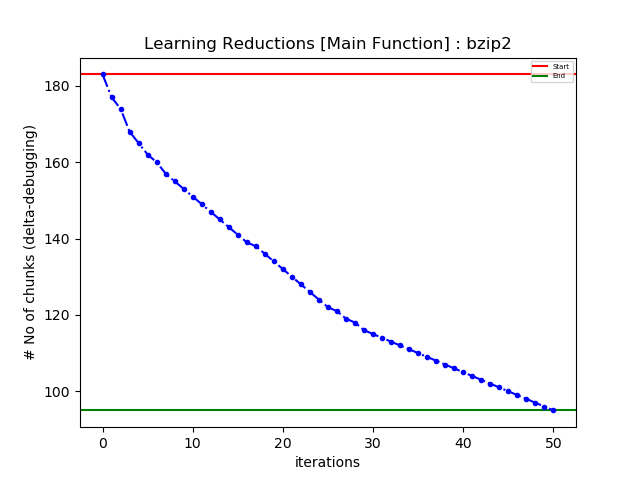 Learning Reductions [Main Function] : bzip2
Start
End
# No of chunks (delta-debugging)
180
160
140
120
100
0 10 20 30 40 50
iterations